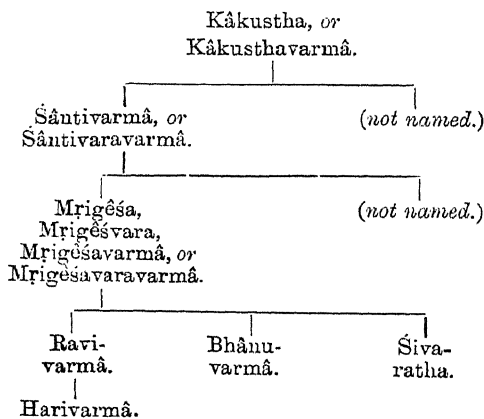 Kâkustha, or
Kâkusthavarmâ.
Śântivarmâ, or
Śântivaravarmâ.
(not named.)
Mṛigêśa,
Mṛigêśvara,
Mṛigêśavarmâ, or
Mṛigêśavaravarmâ.
(not named.)
Ravi-
varmâ.
Bhânu-
varmâ.
Śiva-
ratha.
Harivarmâ.